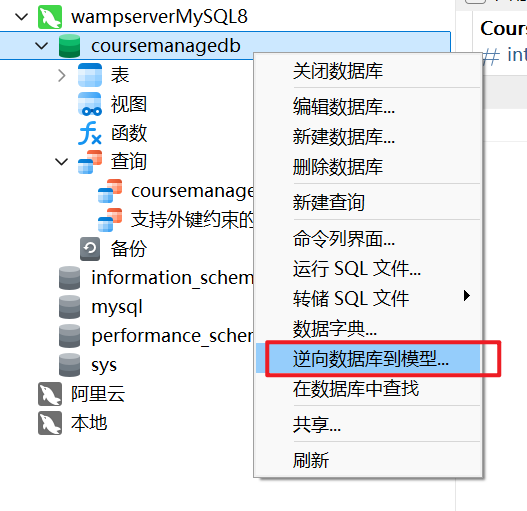 wampserverMySQL8
coursemanagedb
表
视图
函数
查询
coursemanage
支持外键约束的
备份
information_schem
mysql
performance_scher
sys
阿里云
本地
关闭数据库
编辑数据库...
新建数据库...
删除数据库
新建查询
命令列界面...
运行 SQL 文件...
转储 SQL 文件
数据字典...
逆向数据库到模型...
在数据库中查找
共享...
刷新
Cours
# int